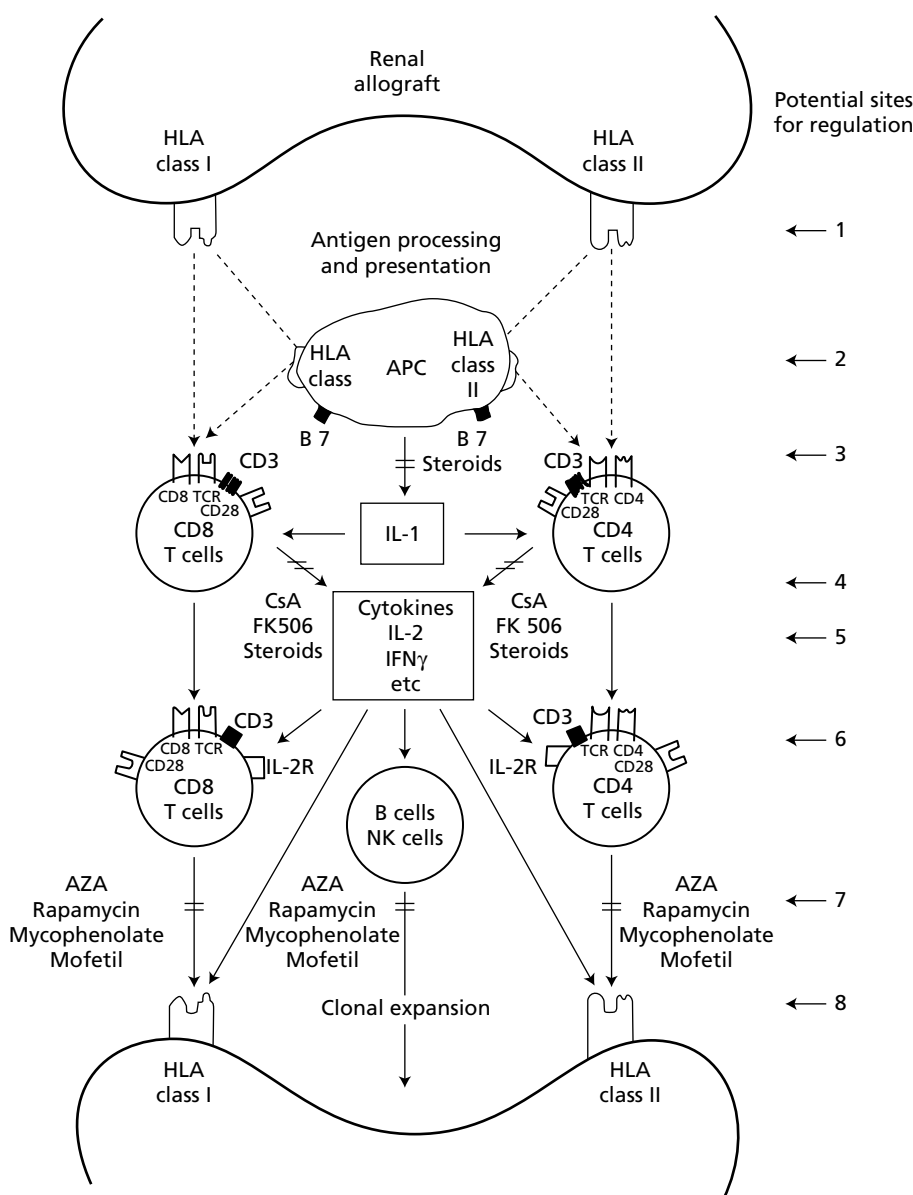 Renal
allograft
Potential sites
for regulation
HLA
class I
HLA
class II
1
Antigen processing
and presentation
HLA
class
APC
HLA
class
II
2
B 7
B 7
Steroids
3
CD3
CD8 TCR
CD28
CD8
T cells
IL-1
CD3
TCR CD4
CD28
CD4
T cells
4
CsA
FK506
Steroids
Cytokines
IL-2
IFNγ
etc
CsA
FK 506
Steroids
5
CD3
CD8 TCR
CD28
IL-2R
CD8
T cells
CD3
TCR CD4
CD28
IL-2R
CD4
T cells
6
B cells
NK cells
AZA
Rapamycin
Mycophenolate
Mofetil
AZA
Rapamycin
Mycophenolate
Mofetil
AZA
Rapamycin
Mycophenolate
Mofetil
7
Clonal expansion
8
HLA
class I
HLA
class II